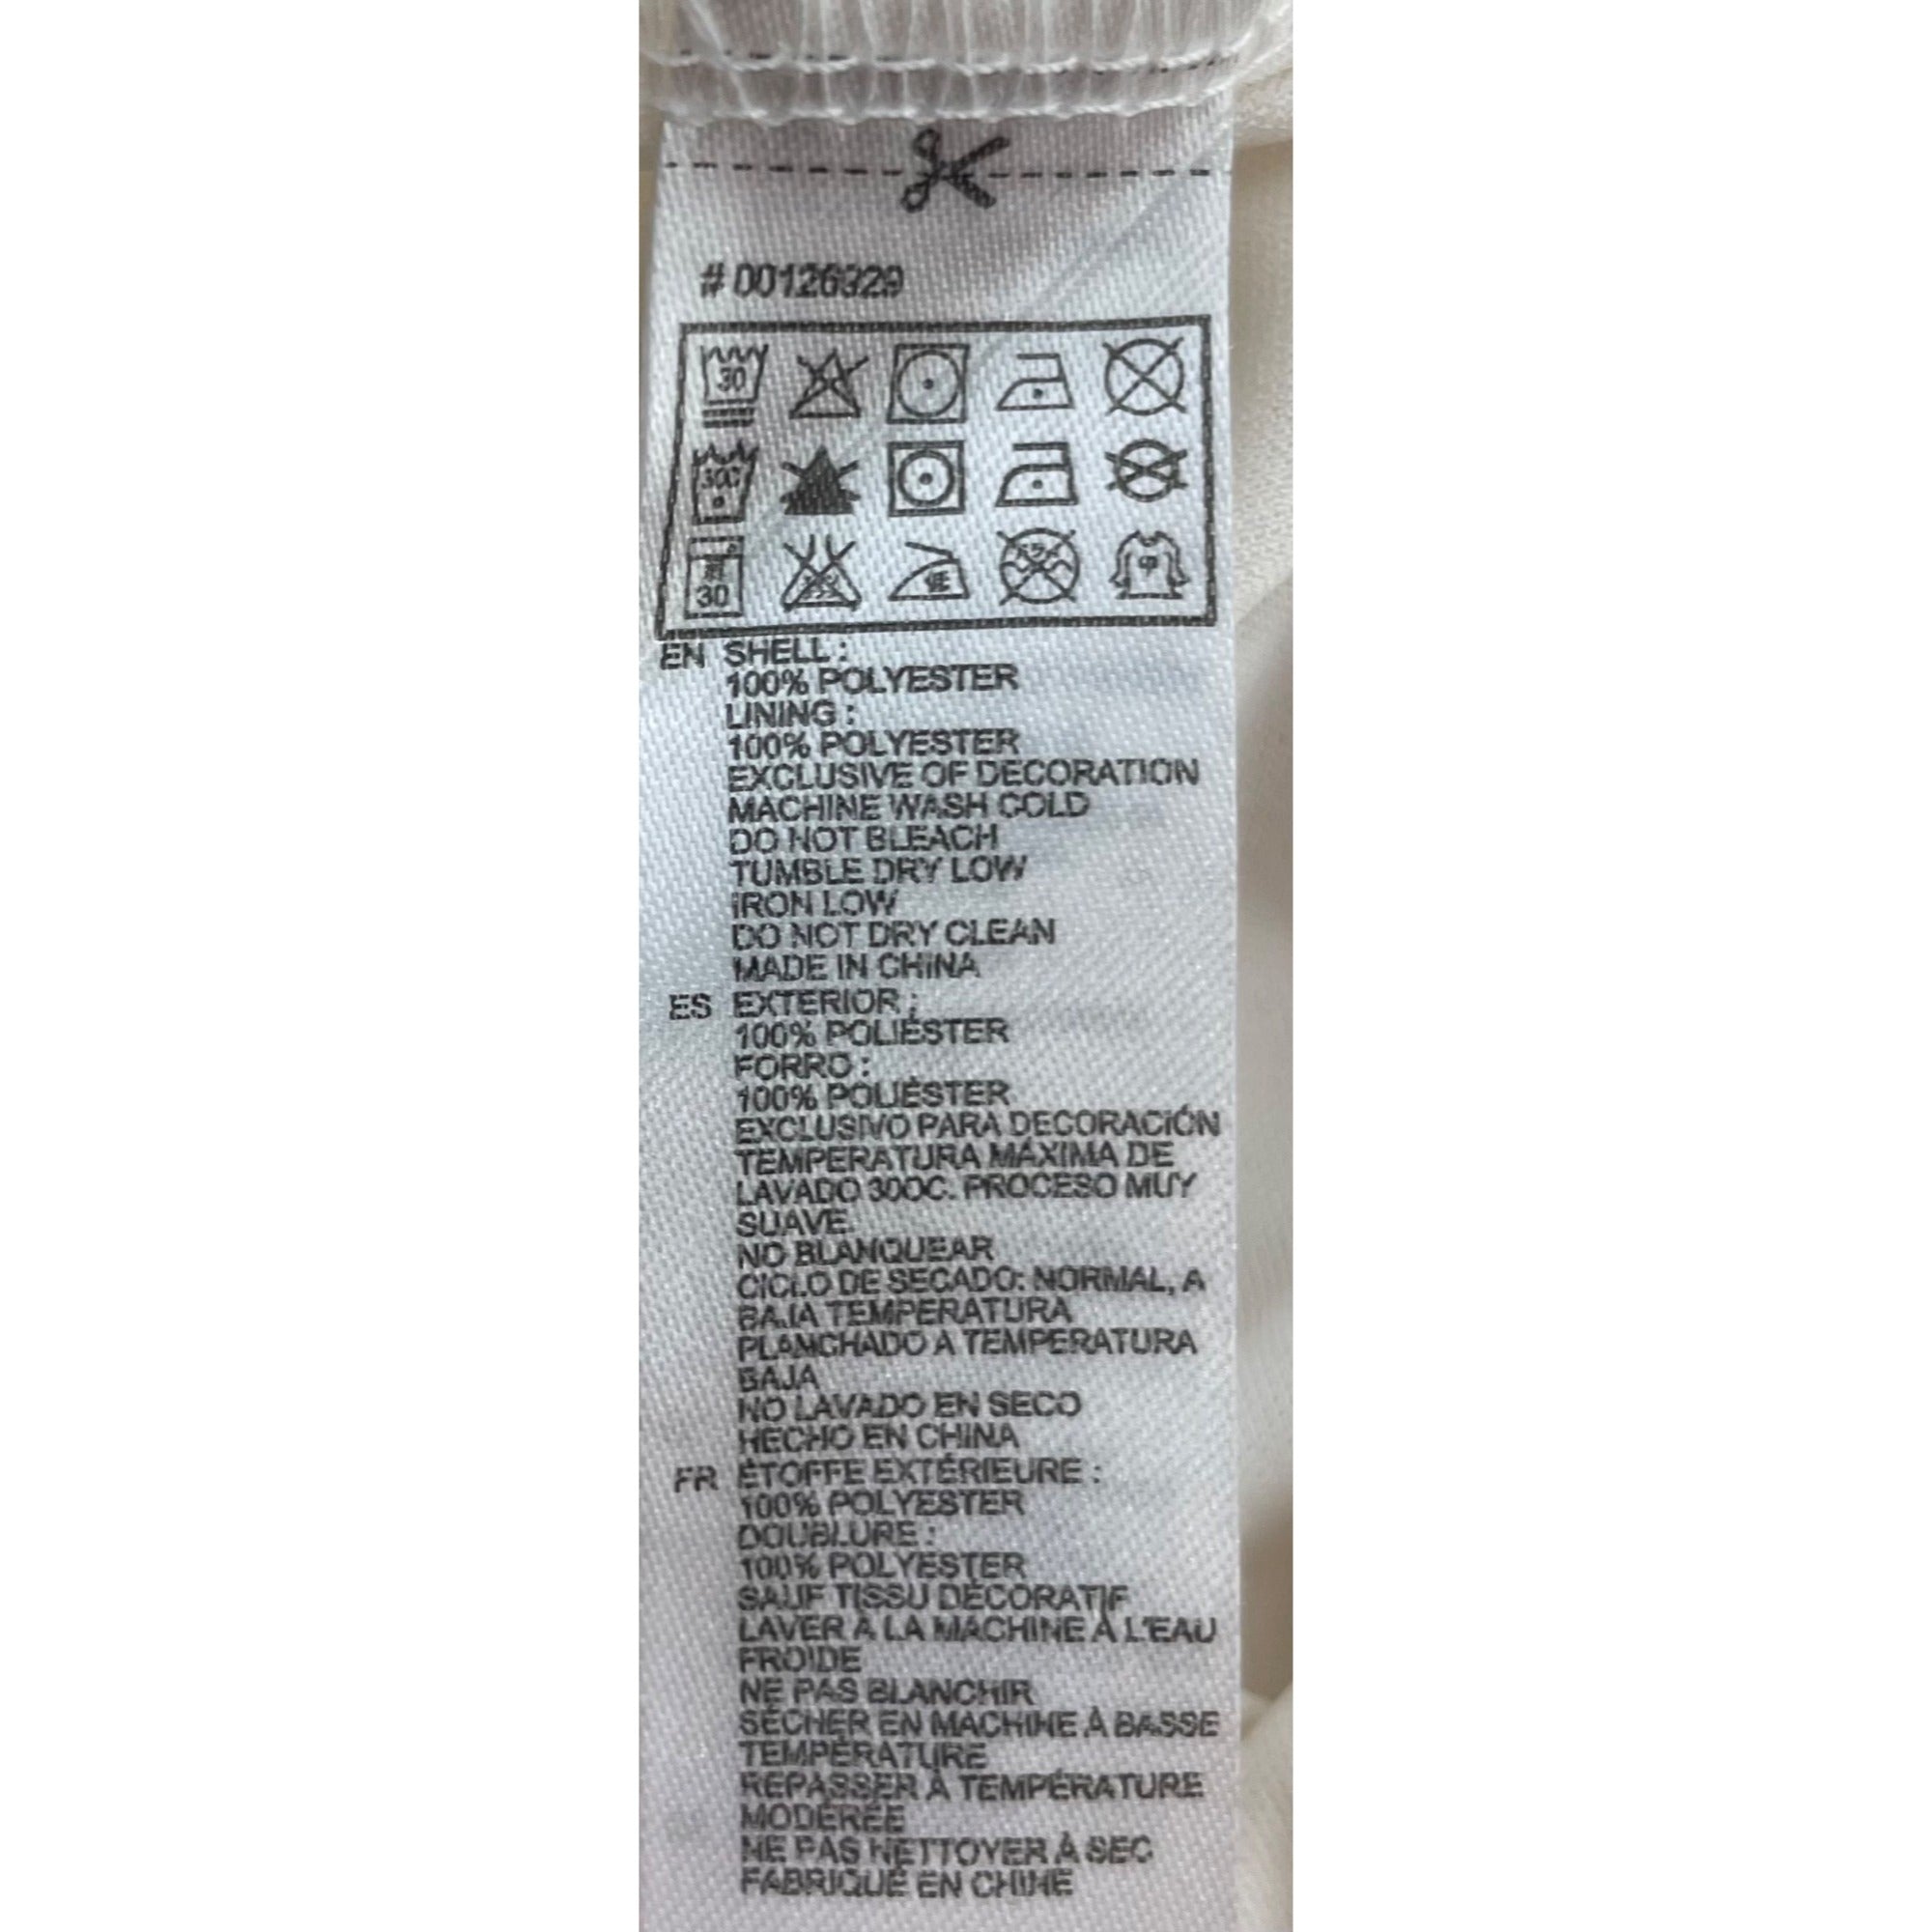 # 00126929
30
30C
30
EN SHELL :
100% POLYESTER
LINING :
100% POLYESTER
EXCLUSIVE OF DECORATION
MACHINE WASH COLD
DO NOT BLEACH
TUMBLE DRY LOW
IRON LOW
DO NOT DRY CLEAN
MADE IN CHINA
ES EXTERIOR :
100% POLIÉSTER
FORRO :
100% POLIÉSTER
EXCLUSIVO PARA DECORACIÓN
TEMPERATURA MÁXIMA DE
LAVADO 30OC. PROCESO MUY
SUAVE.
NO BLANQUEAR
CICLO DE SECADO: NORMAL, A
BAJA TEMPERATURA
PLANCHADO A TEMPERATURA
BAJA
NO LAVADO EN SECO
HECHO EN CHINA
FR ÉTOFFE EXTÉRIEURE :
100% POLYESTER
DOUBLURE :
100% POLYESTER
SAUF TISSU DÉCORATIF
LAVER À LA MACHINE À L'EAU
FROIDE
NE PAS BLANCHIR
SÉCHER EN MACHINE À BASSE
TEMPÉRATURE
REPASSER À TEMPÉRATURE
MODÉRÉE
NE PAS NETTOYER À SEC
FABRIQUÉ EN CHINE